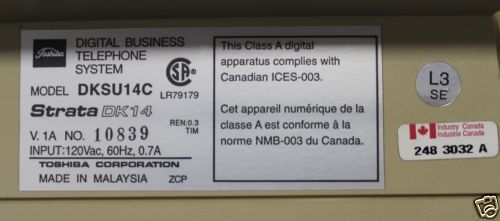 Toshiba
DIGITAL BUSINESS
TELEPHONE
SYSTEM
MODEL DKSU14C
LR79179
Strata DK14
V.1A NO. 10839
REN:0.3
TIM
INPUT:120Vac, 60Hz, 0.7A
TOSHIBA CORPORATION
MADE IN MALAYSIA ZCP
This Class A digital
apparatus complies with
Canadian ICES-003.
Cet appareil numérique de la
classe A est conforme à la
norme NMB-003 du Canada.
L3
SE
Industry Canada
Industrie Canada
248 3032 A
ebY